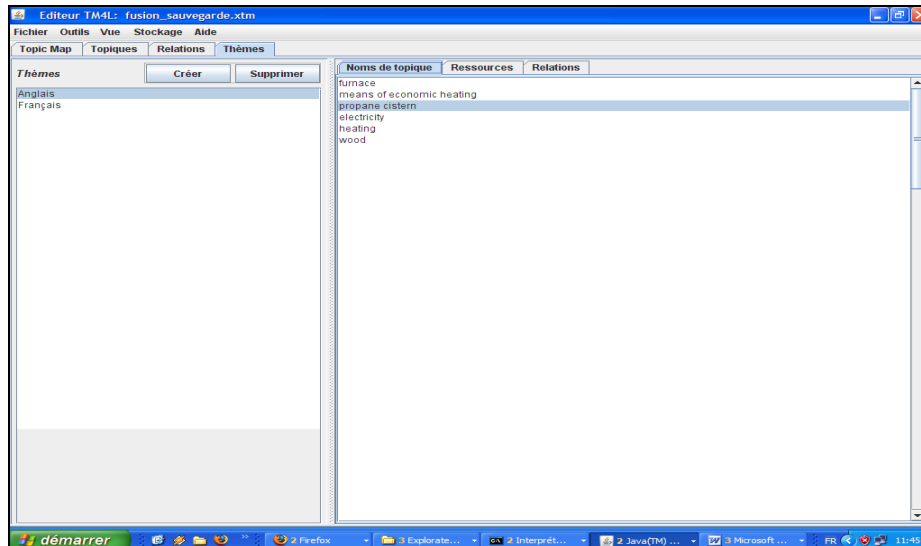 Editeur TM4L: fusion_sauvegarde.xtm
Fichier Outils Vue Stockage Aide
Topic Map Topiques Relations Thèmes
Thèmes Créer Supprimer
Anglais
Français
Noms de topique Ressources Relations
furnace
means of economic heating
propane cistern
electricity
heating
wood
démarrer 2 Firefox 3 Explorate... 2 Interprét... 2 Java(TM) ... 3 Microsoft ... FR 11:45